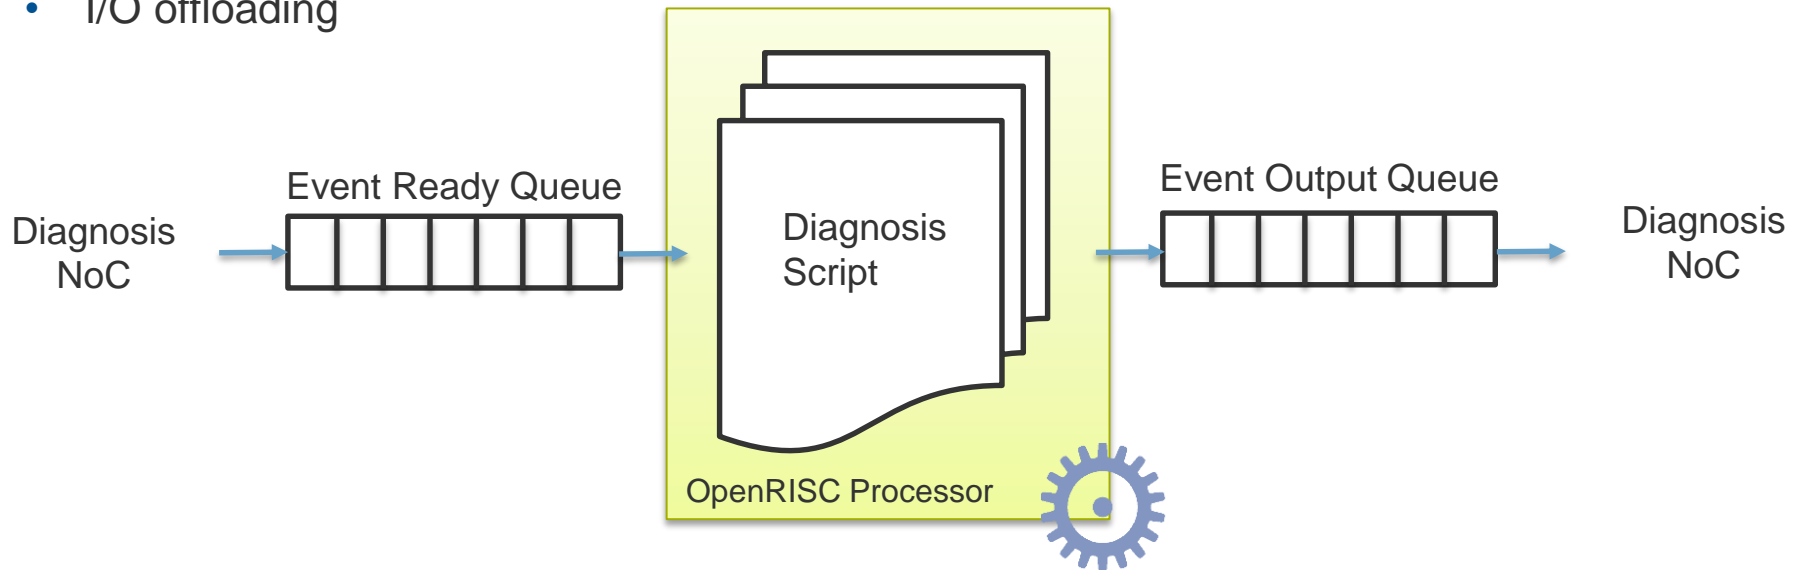 • I/O offloading
Event Ready Queue
Event Output Queue
Diagnosis
NoC
Diagnosis
Script
Diagnosis
NoC
OpenRISC Processor